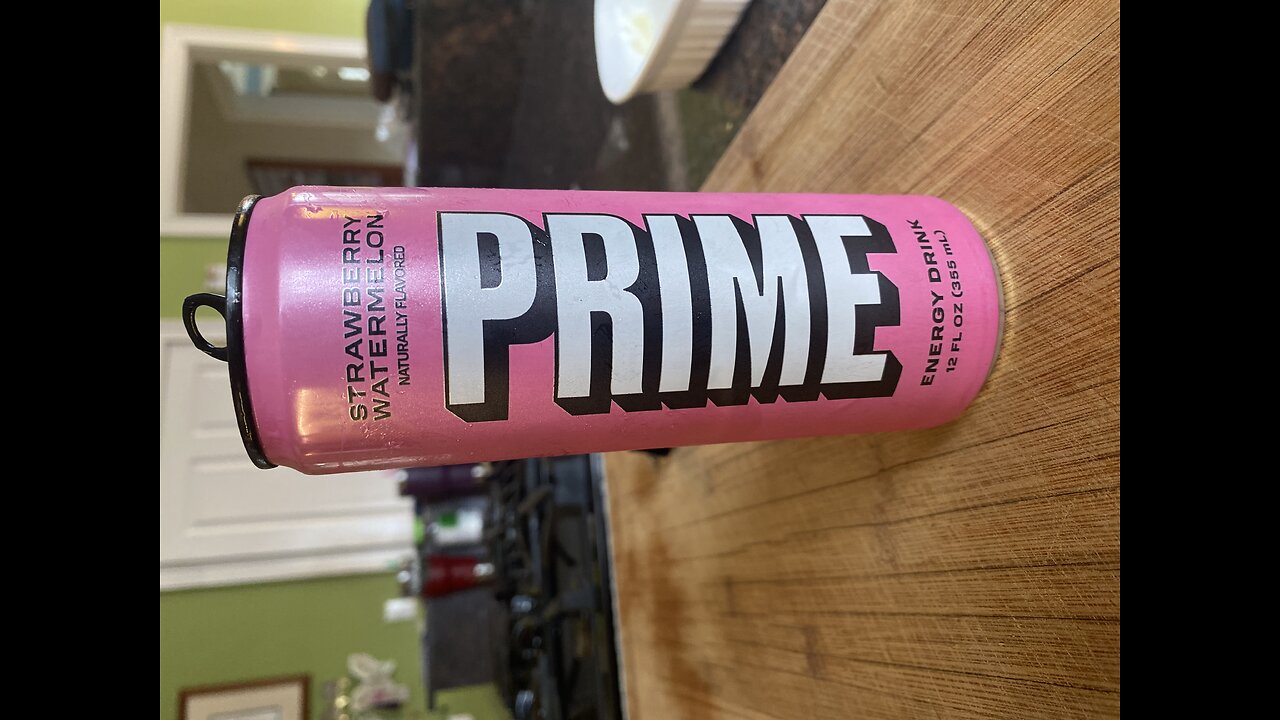 STRAWBERRY
WATERMELON
NATURALLY FLAVORED
PRIME
ENERGY DRINK
12 FL OZ (355 mL)